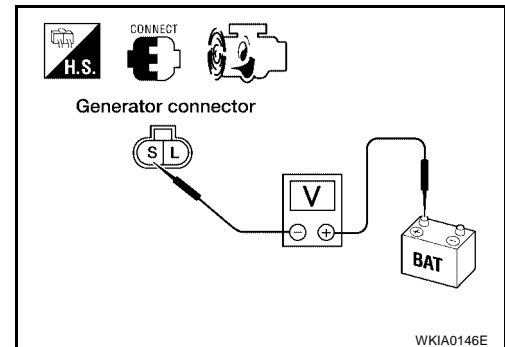 H.S.
CONNECT
Generator connector
S L
V
- +
+ -
BAT
WKIA0146E